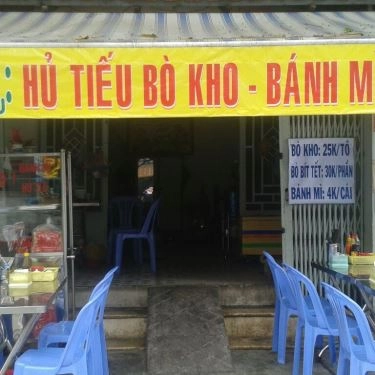 HỦ TIẾU BÒ KHO - BÁNH M
BÒ KHO: 25K/TÔ
BÒ BÍT TẾT: 30K/PHẦN
BÁNH MÌ: 4K/CÁI